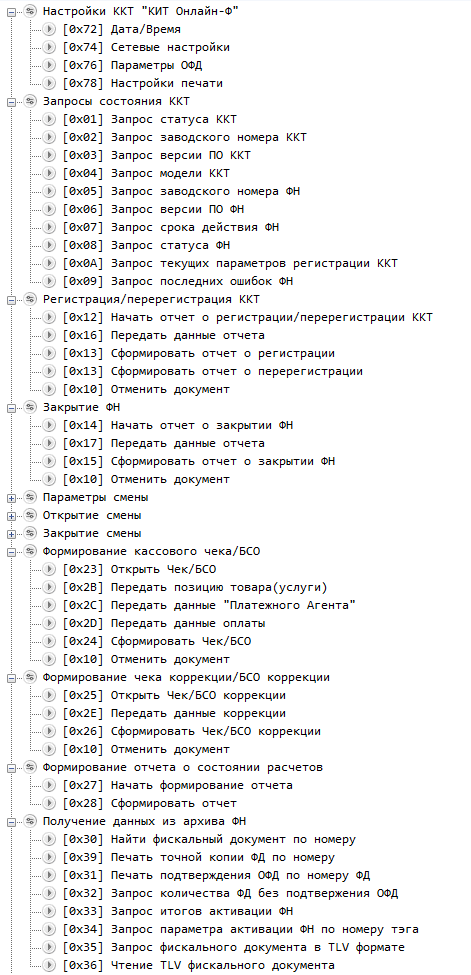 Настройки ККТ "КИТ Онлайн-Ф"
[0x72] Дата/Время
[0x74] Сетевые настройки
[0x76] Параметры ОФД
[0x78] Настройки печати
Запросы состояния ККТ
[0x01] Запрос статуса ККТ
[0x02] Запрос заводского номера ККТ
[0x03] Запрос версии ПО ККТ
[0x04] Запрос модели ККТ
[0x05] Запрос заводского номера ФН
[0x06] Запрос версии ПО ФН
[0x07] Запрос срока действия ФН
[0x08] Запрос статуса ФН
[0x0A] Запрос текущих параметров регистрации ККТ
[0x09] Запрос последних ошибок ФН
Регистрация/перерегистрация ККТ
[0x12] Начать отчет о регистрации/перерегистрации ККТ
[0x16] Передать данные отчета
[0x13] Сформировать отчет о регистрации
[0x13] Сформировать отчет о перерегистрации
[0x10] Отменить документ
Закрытие ФН
[0x14] Начать отчет о закрытии ФН
[0x17] Передать данные отчета
[0x15] Сформировать отчет о закрытии ФН
[0x10] Отменить документ
Параметры смены
Открытие смены
Закрытие смены
Формирование кассового чека/БСО
[0x23] Открыть Чек/БСО
[0x2B] Передать позицию товара(услуги)
[0x2C] Передать данные "Платежного Агента"
[0x2D] Передать данные оплаты
[0x24] Сформировать Чек/БСО
[0x10] Отменить документ
Формирование чека коррекции/БСО коррекции
[0x25] Открыть Чек/БСО коррекции
[0x2E] Передать данные коррекции
[0x26] Сформировать Чек/БСО коррекции
[0x10] Отменить документ
Формирование отчета о состоянии расчетов
[0x27] Начать формирование отчета
[0x28] Сформировать отчет
Получение данных из архива ФН
[0x30] Найти фискальный документ по номеру
[0x39] Печать точной копии ФД по номеру
[0x31] Печать подтверждения ОФД по номеру ФД
[0x32] Запрос количества ФД без подтвержения ОФД
[0x33] Запрос итогов активации ФН
[0x34] Запрос параметра активации ФН по номеру тэга
[0x35] Запрос фискального документа в TLV формате
[0x36] Чтение TLV фискального документа